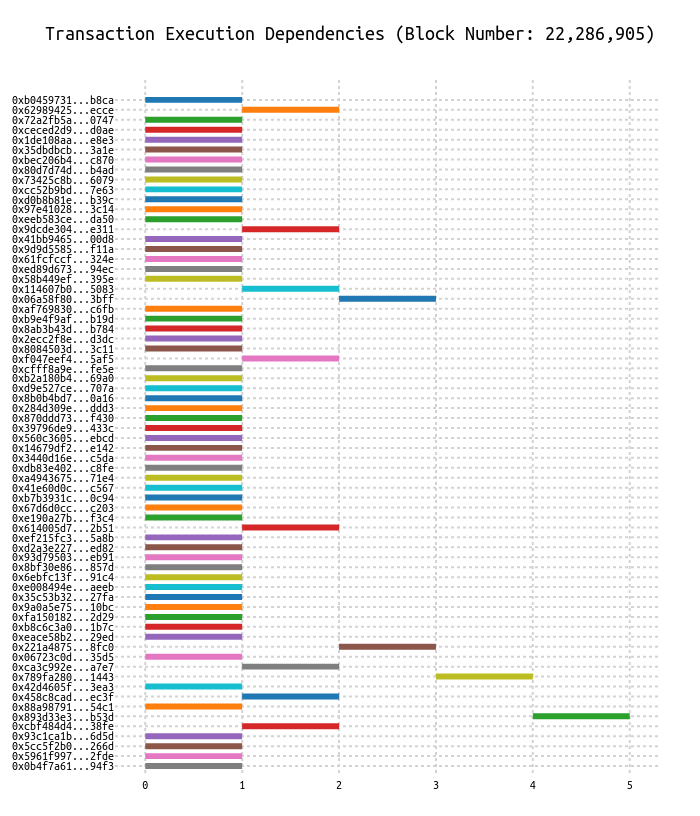 Transaction Execution Dependencies (Block Number: 22,286,905)
0xb0459731...b8ca
0x62989425...ecce
0x72a2fb5a...0747
0xceced2d9...d0ae
0x1de108aa...e8e3
0x35dbdbcb...3a1e
0xbec206b4...c870
0x80d7d74d...b4ad
0x73425c8b...6079
0xcc52b9bd...7e63
0xd0b8b81e...b39c
0x97e41028...3c14
0xeeb583ce...da50
0x9dcde304...e311
0x41bb9465...00d8
0x9d9d5585...f11a
0x61fcfccf...324e
0xed89d673...94ec
0x58b449ef...395e
0x114607b0...5083
0x06a58f80...3bff
0xaf769830...c6fb
0xb9e4f9af...b19d
0x8ab3b43d...b784
0x2ecc2f8e...d3dc
0x8084503d...3c11
0xf047eef4...5af5
0xcfff8a9e...fe5e
0xb2a180b4...69a0
0xd9e527ce...707a
0x8b0b4bd7...0a16
0x284d309e...ddd3
0x870ddd73...f430
0x39796de9...433c
0x560c3605...ebcd
0x14679df2...e142
0x3440d16e...c5da
0xdb83e402...c8fe
0xa4943675...71e4
0x41e60d0c...c567
0xb7b3931c...0c94
0x67d6d0cc...c203
0xe190a27b...f3c4
0x614005d7...2b51
0xef215fc3...5a8b
0xd2a3e227...ed82
0x93d79503...eb91
0x8bf30e86...857d
0x6ebfc13f...91c4
0xe008494e...aeeb
0x35c53b32...27fa
0x9a0a5e75...10bc
0xfa150182...2d29
0xb8c6c3a0...1b7c
0xeace58b2...29ed
0x221a4875...8fc0
0x06723c0d...35d5
0xca3c992e...a7e7
0x789fa280...1443
0x42d4605f...3ea3
0x458c8cad...ec3f
0x88a98791...54c1
0x893d33e3...b53d
0xcbf484d4...38fe
0x93c1ca1b...6d5d
0x5cc5f2b0...266d
0x5961f997...2fde
0x0b4f7a61...94f3
0 1 2 3 4 5